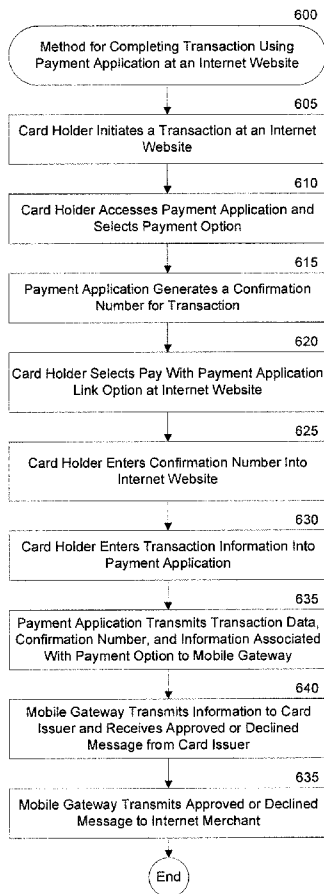 600
Method for Completing Transaction Using
Payment Application at an Internet Website
605
Card Holder Initiates a Transaction at an Internet
Website
610
Card Holder Accesses Payment Application and
Selects Payment Option
615
Payment Application Generates a Confirmation
Number for Transaction
620
Card Holder Selects Pay With Payment Application
Link Option at Internet Website
625
Card Holder Enters Confirmation Number Into
Internet Website
630
Card Holder Enters Transaction Information Into
Payment Application
635
Payment Application Transmits Transaction Data,
Confirmation Number, and Information Associated
With Payment Option to Mobile Gateway
640
Mobile Gateway Transmits Information to Card
Issuer and Receives Approved or Declined
Message from Card Issuer
635
Mobile Gateway Transmits Approved or Declined
Message to Internet Merchant
End